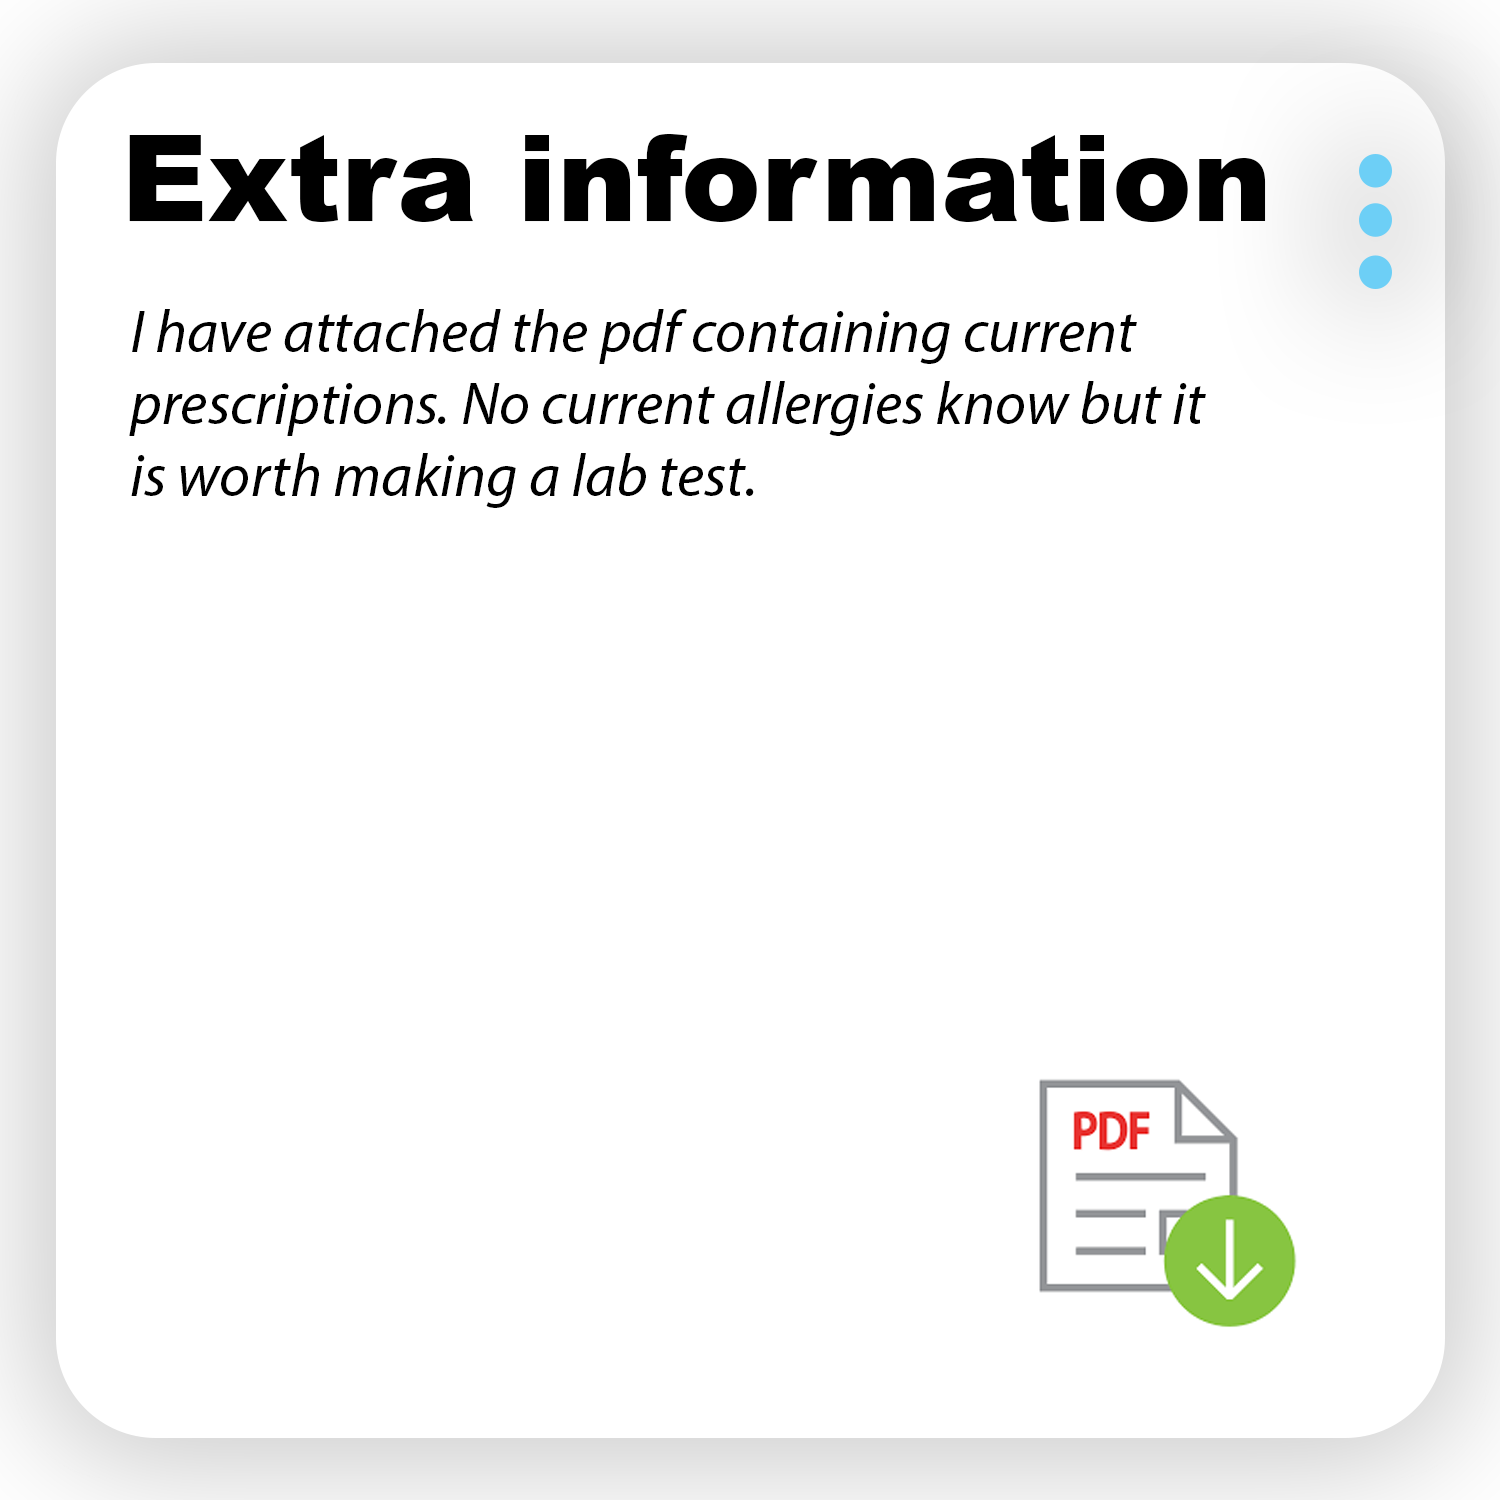 Extra information
I have attached the pdf containing current
prescriptions. No current allergies know but it
is worth making a lab test.
PDF